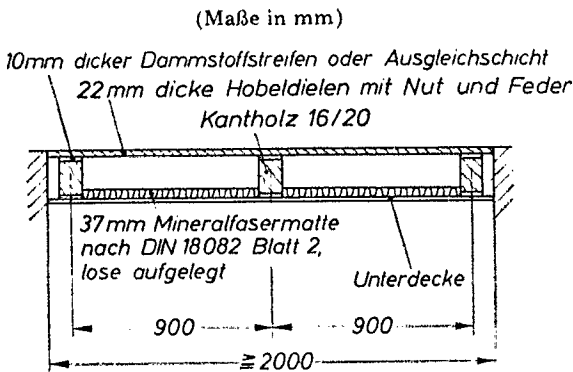 (Maße in mm)
10mm dicker Dammstoffstreifen oder Ausgleichschicht
22mm dicke Hobeldielen mit Nut und Feder
Kantholz 16/20
37mm Mineralfasermatte
nach DIN 18082 Blatt 2,
lose aufgelegt
Unterdecke
900 900
≧2000